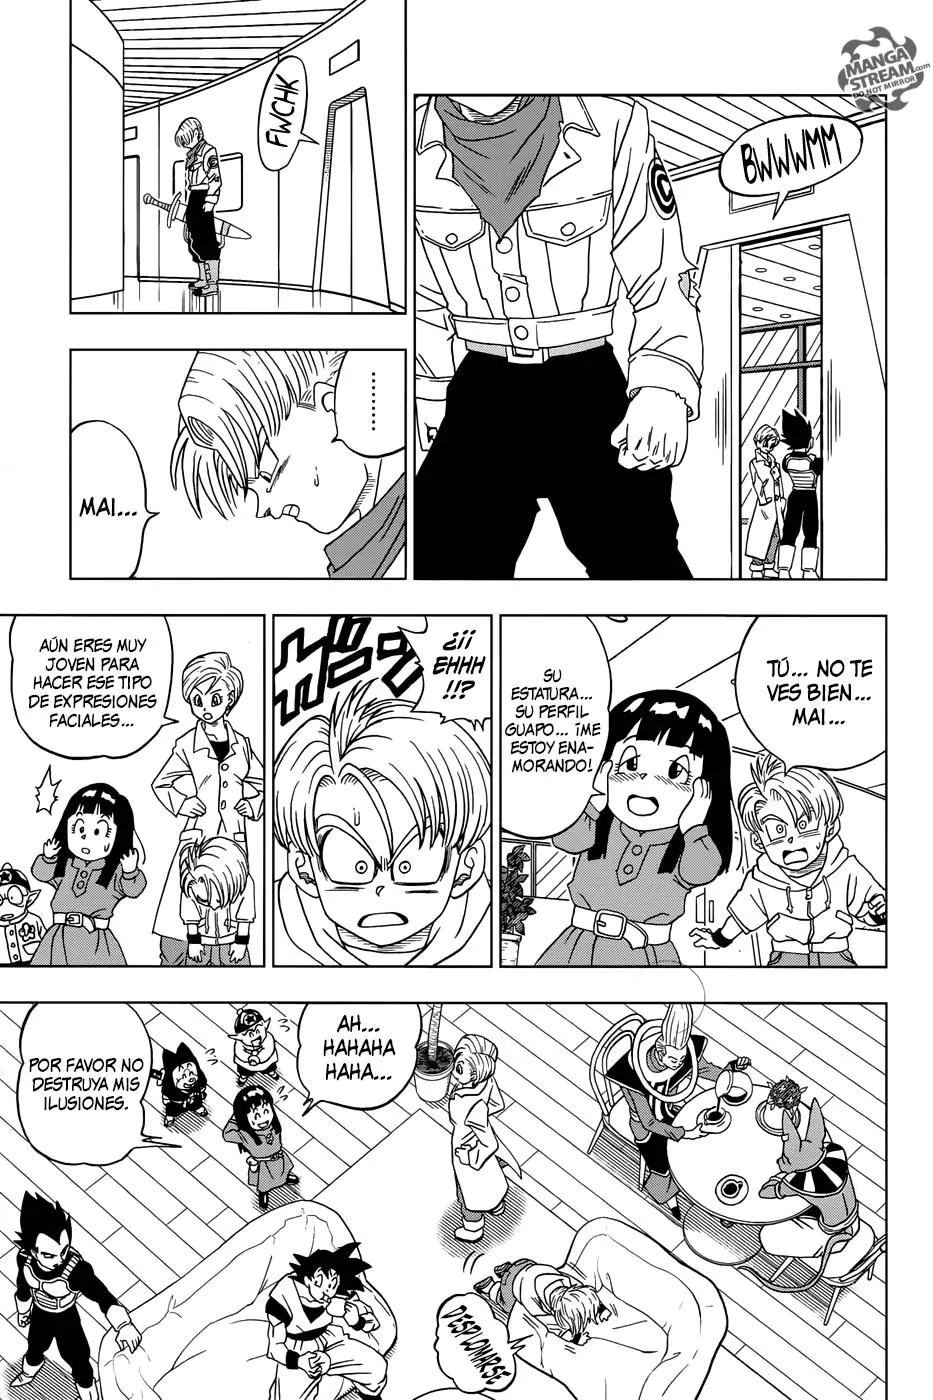 MANGA
STREAM.com
DO NOT MIRROR
BWWWMM
FWCHK
........
MAI...
TÚ... NO TE
VES BIEN...
MAI...
SU
ESTATURA...
SU PERFIL
GUAPO... ¡ME
ESTOY ENA-
MORANDO!
¿¡¡
EHHH
!!?
AÚN ERES MUY
JOVEN PARA
HACER ESE TIPO
DE EXPRESIONES
FACIALES...
AH...
HAHAHA
HAHA...
POR FAVOR NO
DESTRUYA MIS
ILUSIONES.
DESPLOMARSE